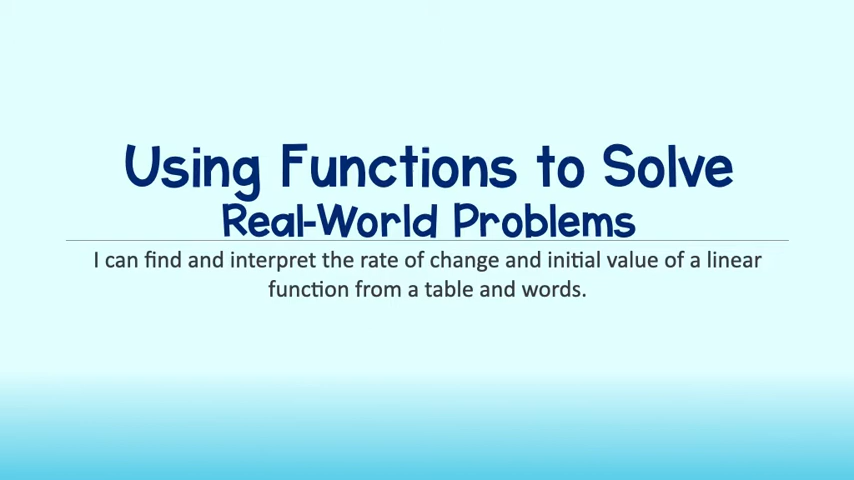 Using Functions to Solve
Real-World Problems
I can find and interpret the rate of change and initial value of a linear
function from a table and words.